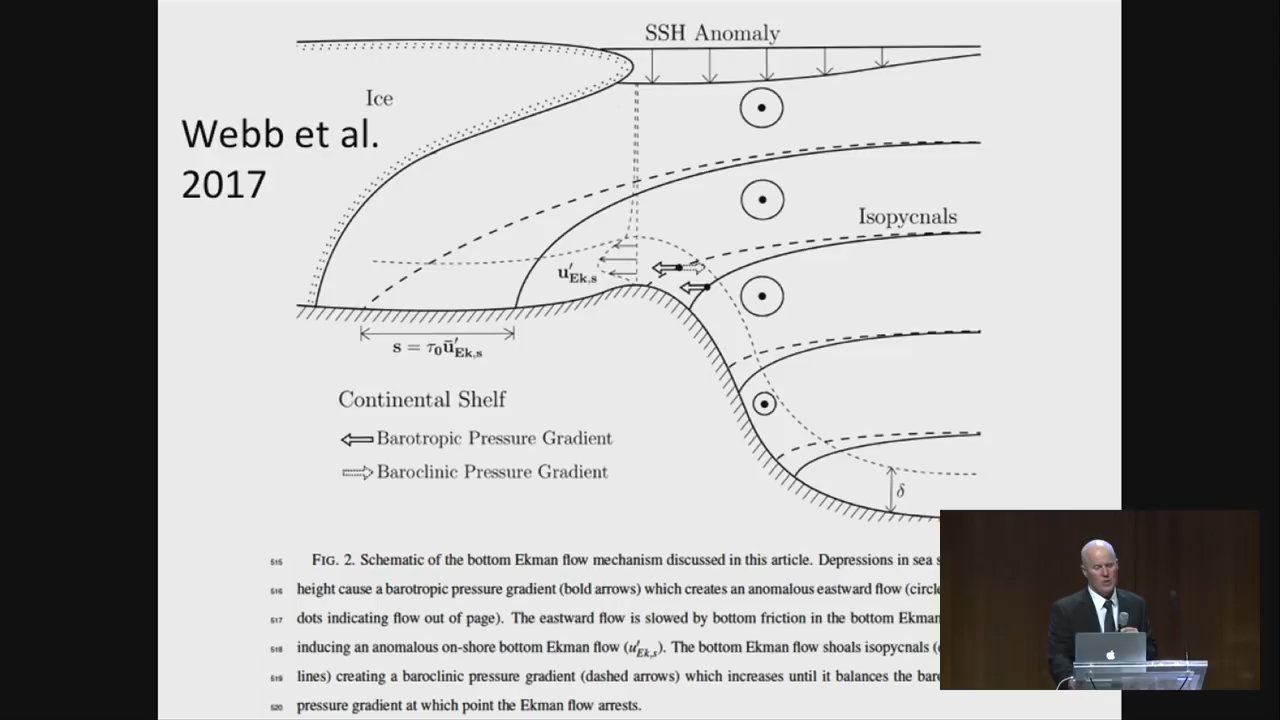 SSH Anomaly
Ice
Webb et al.
2017
Isopycnals
u′Ek,s
s = τ0ū′Ek,s
Continental Shelf
Barotropic Pressure Gradient
Baroclinic Pressure Gradient
δ
515 FIG. 2. Schematic of the bottom Ekman flow mechanism discussed in this article. Depressions in sea
516 height cause a barotropic pressure gradient (bold arrows) which creates an anomalous eastward flow
517 dots indicating flow out of page). The eastward flow is slowed by bottom friction in the bottom Ekman
518 inducing an anomalous on-shore bottom Ekman flow (u′Ek,s). The bottom Ekman flow shoals isopycnals
519 lines) creating a baroclinic pressure gradient (dashed arrows) which increases until it balances the
520 pressure gradient at which point the Ekman flow arrests.